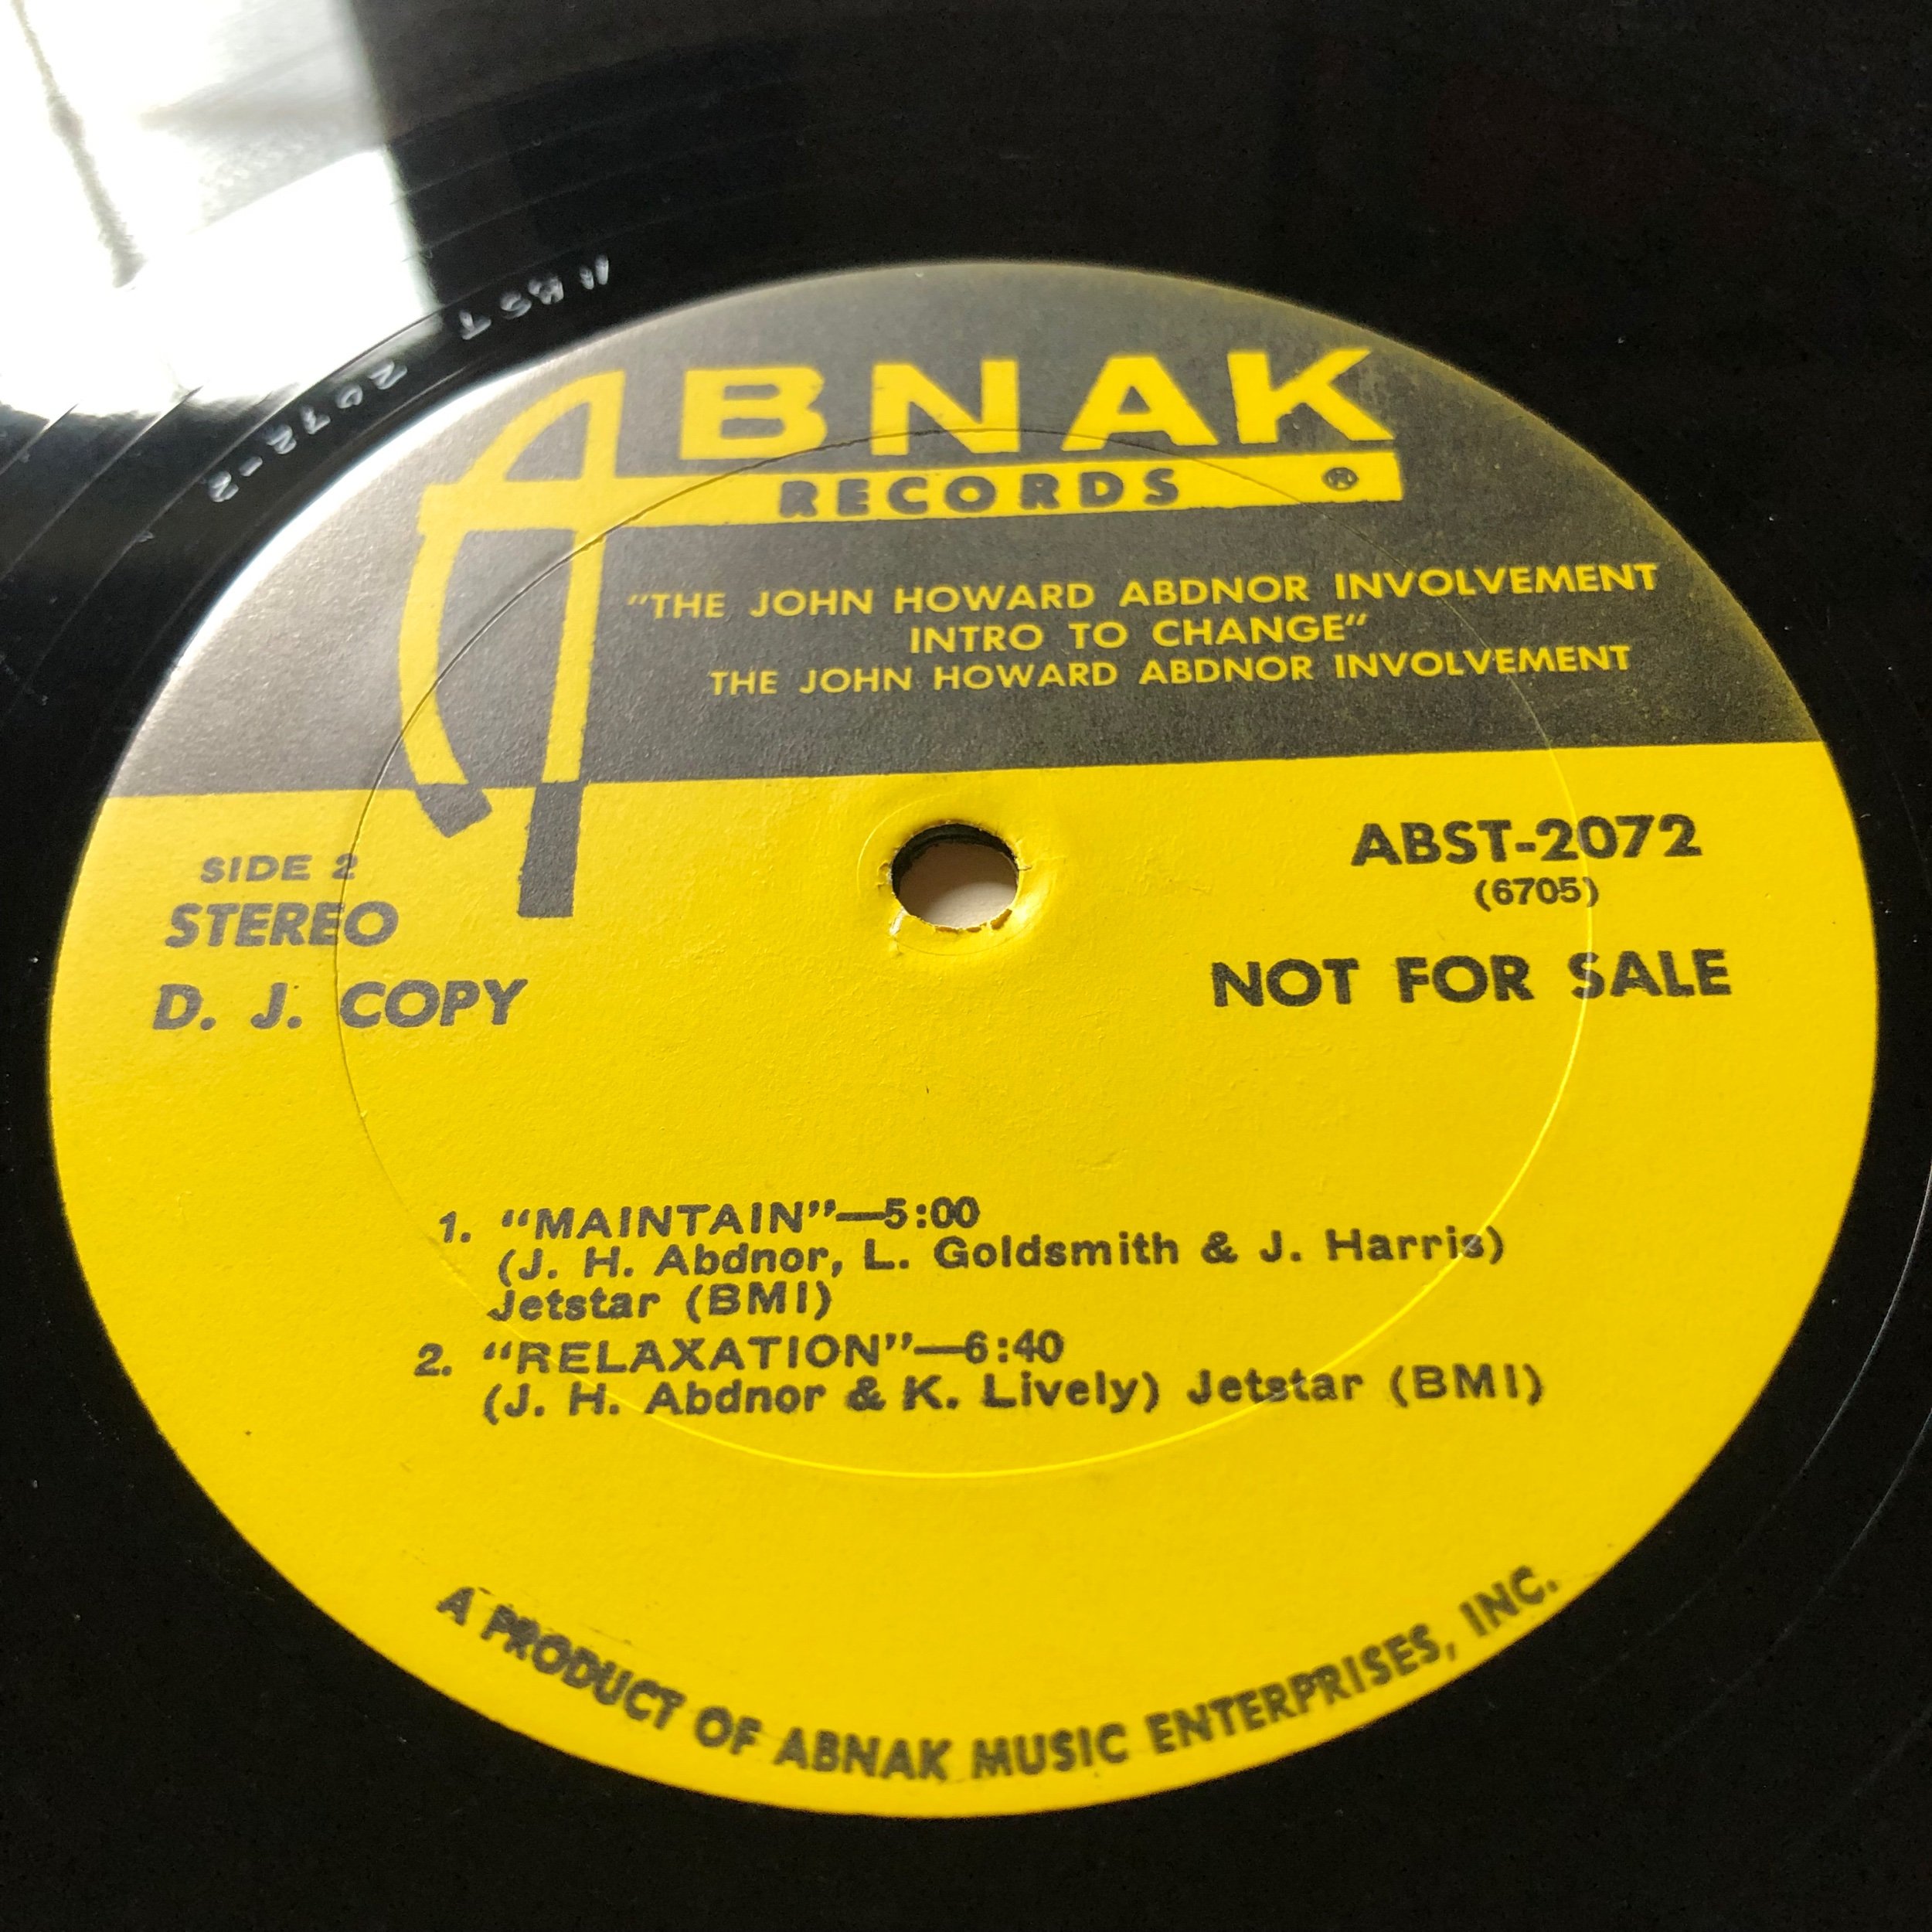 ABST 2072-2
ABNAK
RECORDS ®
"THE JOHN HOWARD ABDNOR INVOLVEMENT
INTRO TO CHANGE"
THE JOHN HOWARD ABDNOR INVOLVEMENT
SIDE 2
STEREO
D. J. COPY
ABST-2072
(6705)
NOT FOR SALE
1. "MAINTAIN"—5:00
(J. H. Abdnor, L. Goldsmith & J. Harris)
Jetstar (BMI)
2. "RELAXATION"—6:40
(J. H. Abdnor & K. Lively) Jetstar (BMI)
A PRODUCT OF ABNAK MUSIC ENTERPRISES, INC.